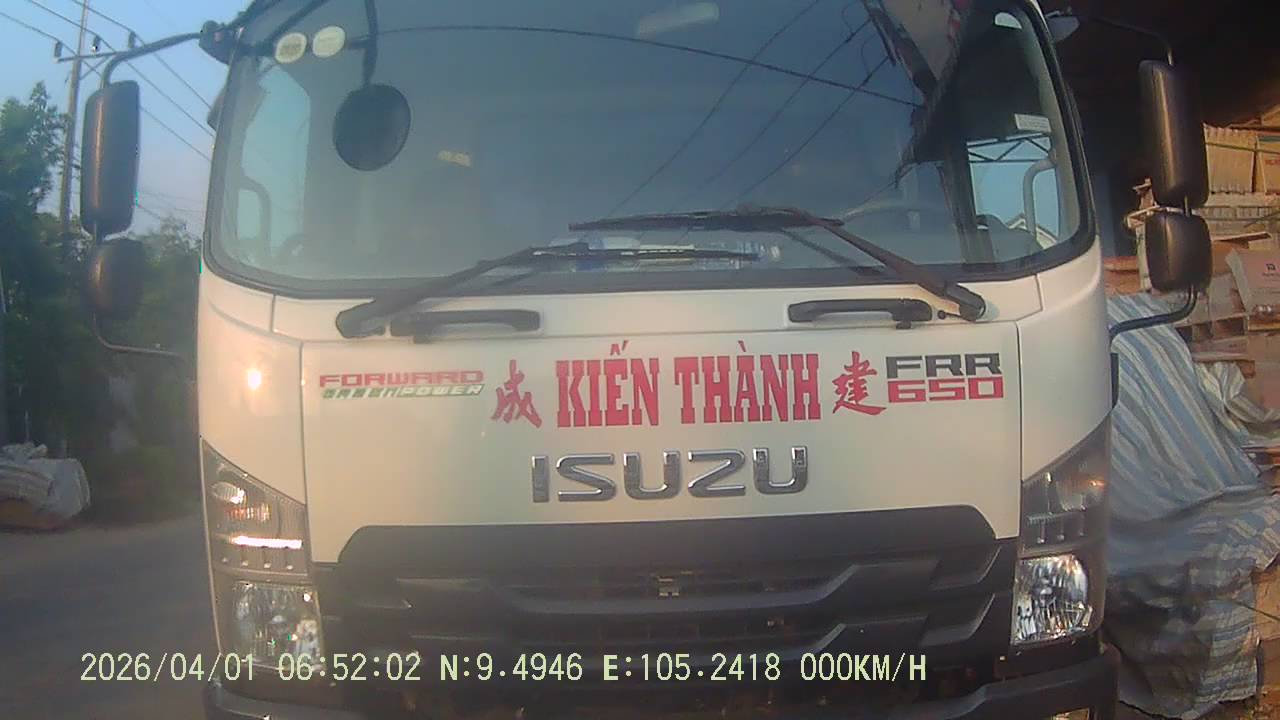 FORWARD
POWER
成 KIẾN THÀNH 建
FRR
650
ISUZU
2026/04/01 06:52:02 N:9.4946 E:105.2418 000KM/H